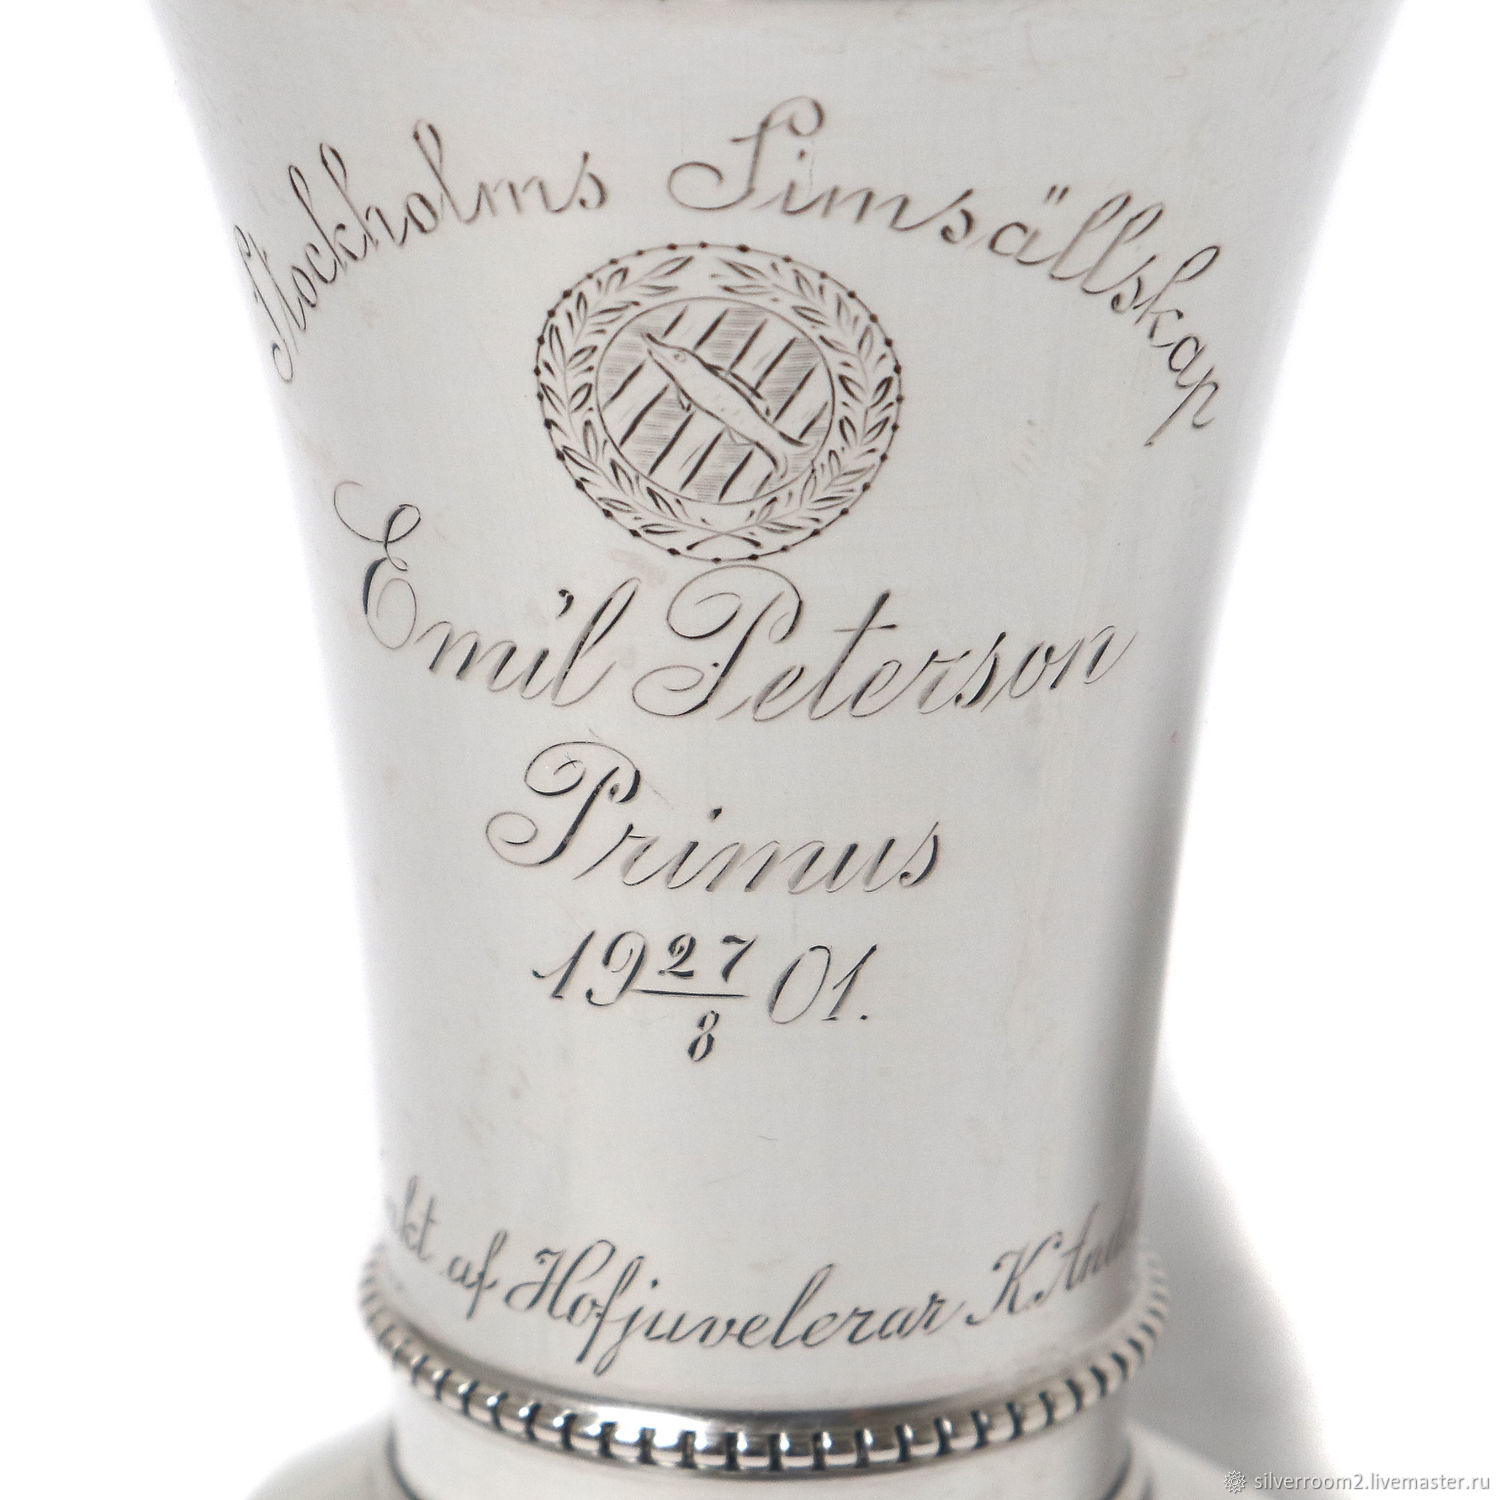 Stockholms Simsällskap
Emil Peterson
Primus
19 27/8 01.
af Hofjuvelerar K.
silverroom2.livemaster.ru